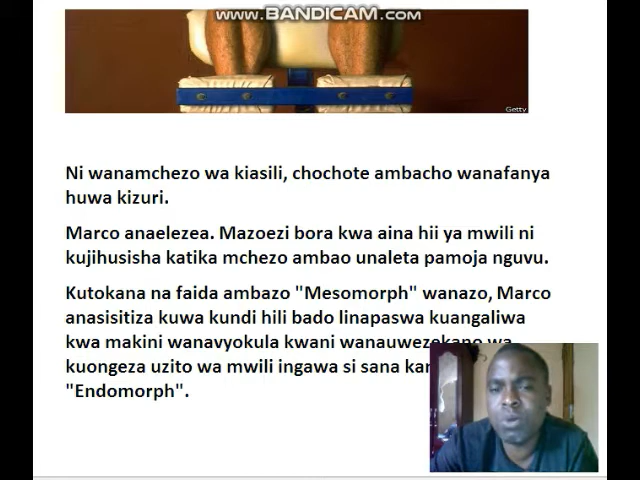 www.BANDICAM.com
Getty
Ni wanamchezo wa kiasili, chochote ambacho wanafanya
huwa kizuri.
Marco anaelezea. Mazoezi bora kwa aina hii ya mwili ni
kujihusisha katika mchezo ambao unaleta pamoja nguvu.
Kutokana na faida ambazo "Mesomorph" wanazo, Marco
anasisitiza kuwa kundi hili bado linapaswa kuangaliwa
kwa makini wanavyokula kwani wanauwezekano wa
kuongeza uzito wa mwili ingawa si sana
"Endomorph".